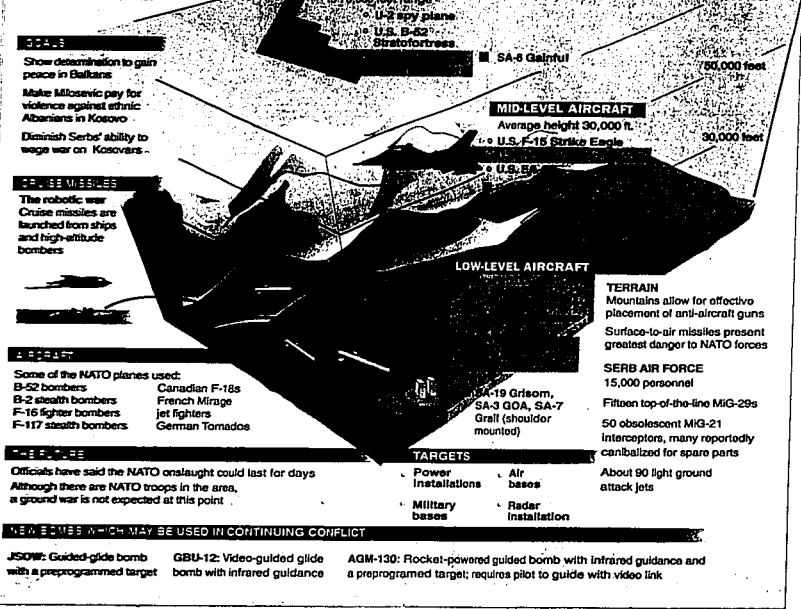 U-2 spy plane
U.S. B-52
Stratofortress
SA-6 Gainful
50,000 feet
GOALS
Show determination to gain
peace in Balkans
Make Milosevic pay for
violence against ethnic
Albanians in Kosovo
Diminish Serbs' ability to
wage war on Kosovars
MID-LEVEL AIRCRAFT
Average height 30,000 ft.
U.S. F-15 Strike Eagle
30,000 feet
U.S.
CRUISE MISSILES
The robotic war
Cruise missiles are
launched from ships
and high-altitude
bombers
LOW-LEVEL AIRCRAFT
TERRAIN
Mountains allow for effective
placement of anti-aircraft guns
Surface-to-air missiles present
greatest danger to NATO forces
SERB AIR FORCE
15,000 personnel
Fifteen top-of-the-line MiG-29s
50 obsolescent MiG-21
interceptors, many reportedly
canibalized for spare parts
About 90 light ground
attack jets
AIRCRAFT
Some of the NATO planes used:
B-52 bombers
B-2 stealth bombers
F-16 fighter bombers
F-117 stealth bombers
Canadian F-18s
French Mirage
jet fighters
German Tornados
SA-19 Grisom,
SA-3 GOA, SA-7
Grail (shoulder
mounted)
THE FUTURE
Officials have said the NATO onslaught could last for days
Although there are NATO troops in the area,
a ground war is not expected at this point
TARGETS
Power
installations
Air
bases
Military
bases
Radar
installation
NEW BOMBS WHICH MAY BE USED IN CONTINUING CONFLICT
JSOW: Guided-glide bomb
with a preprogrammed target
GBU-12: Video-guided glide
bomb with infrared guidance
AGM-130: Rocket-powered guided bomb with infrared guidance and
a preprogramed target; requires pilot to guide with video link